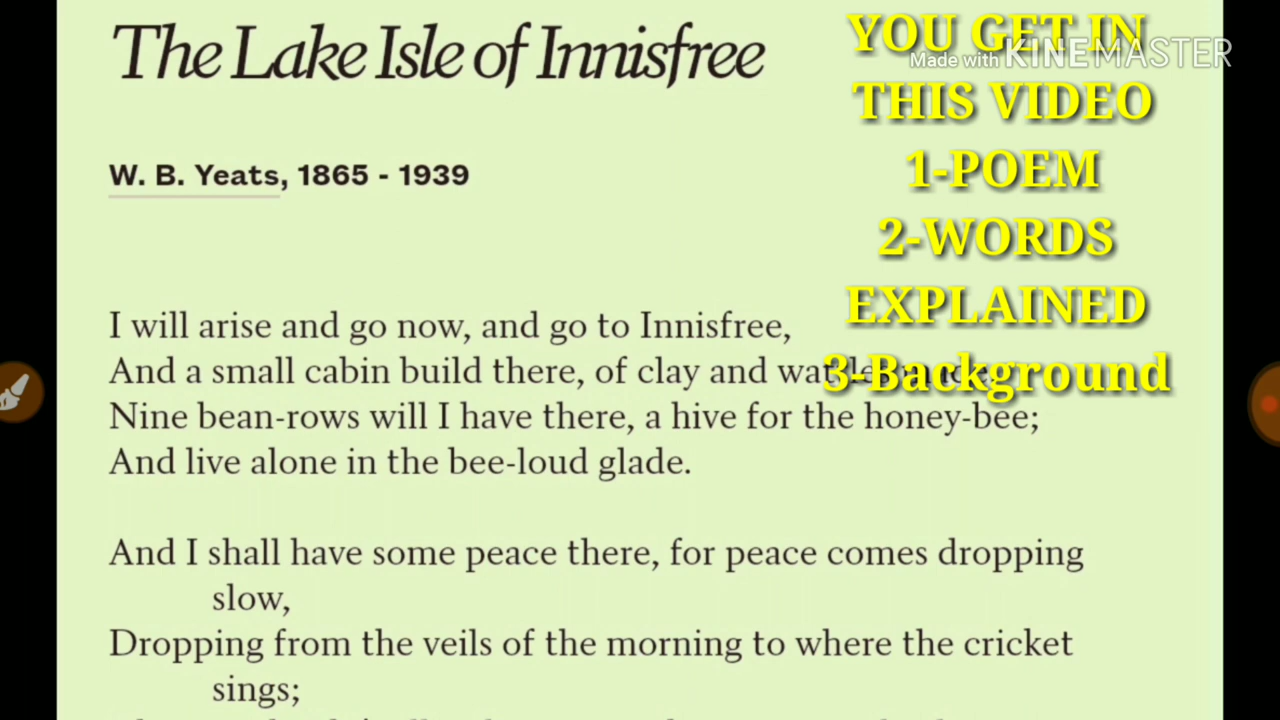 The Lake Isle of Innisfree
W. B. Yeats, 1865 - 1939
I will arise and go now, and go to Innisfree,
And a small cabin build there, of clay and
Nine bean-rows will I have there, a hive for the honey-bee;
And live alone in the bee-loud glade.
And I shall have some peace there, for peace comes dropping
slow,
Dropping from the veils of the morning to where the cricket
sings;
YOU GET IN
THIS VIDEO
1-POEM
2-WORDS
EXPLAINED
3-Background
Made with KINEMASTER